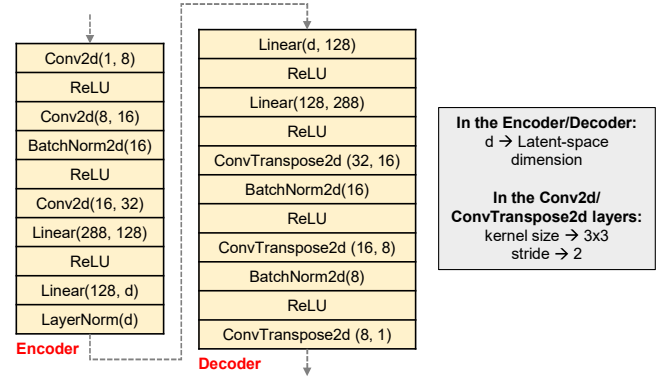 Conv2d(1, 8)
ReLU
Conv2d(8, 16)
BatchNorm2d(16)
ReLU
Conv2d(16, 32)
Linear(288, 128)
ReLU
Linear(128, d)
LayerNorm(d)
Encoder
Linear(d, 128)
ReLU
Linear(128, 288)
ReLU
ConvTranspose2d (32, 16)
BatchNorm2d(16)
ReLU
ConvTranspose2d (16, 8)
BatchNorm2d(8)
ReLU
ConvTranspose2d (8, 1)
Decoder
In the Encoder/Decoder:
d → Latent-space
dimension
In the Conv2d/
ConvTranspose2d layers:
kernel size → 3x3
stride → 2